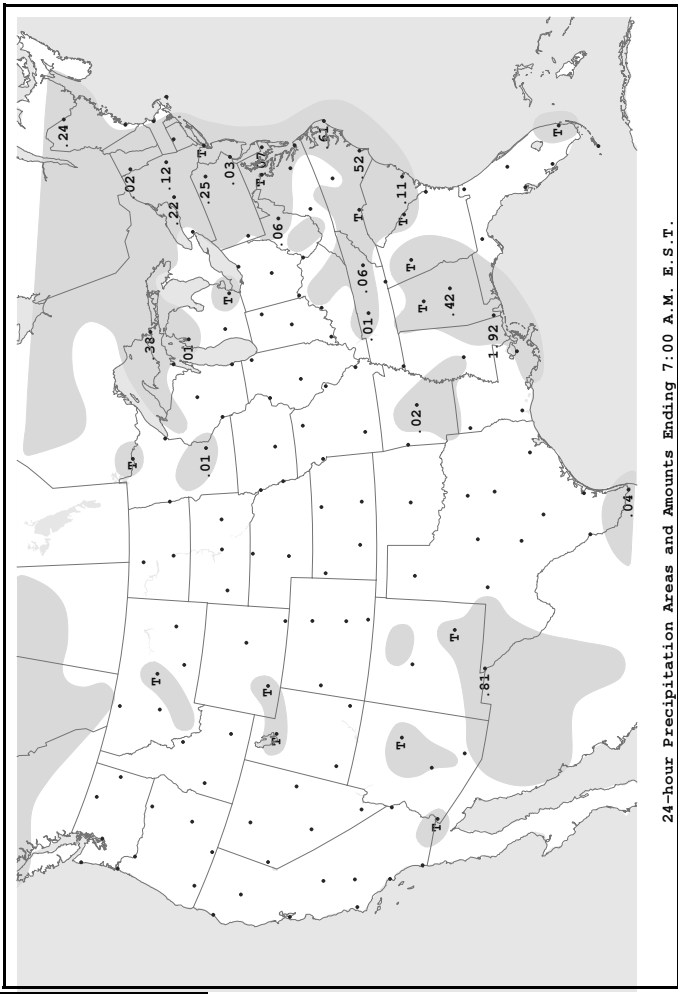 .24
T
.02
.38
T
.12
.22
.01
T
.25
.01
T
.03
T
.07
T
T
.06
.61
T
.52
.06
.01
T
.11
T
T
.02
T
T
.42
T
.81
1.92
T
.04
24-hour Precipitation Areas and Amounts Ending 7:00 A.M. E.S.T.